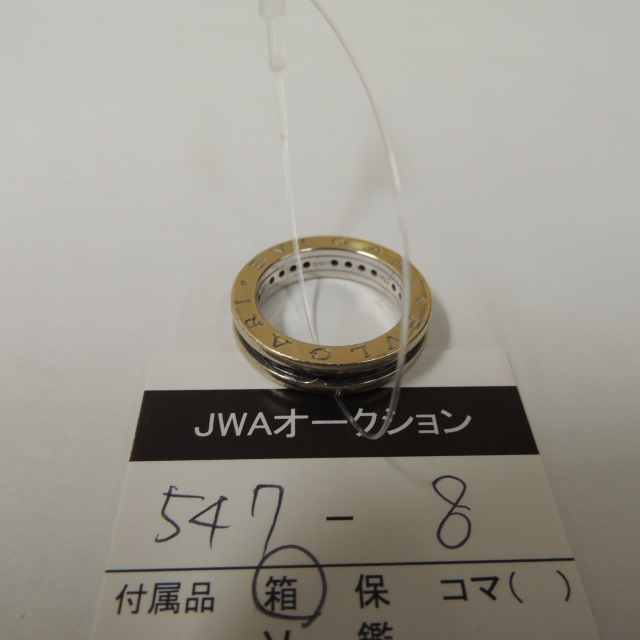 BVLGARI
JWAオークション
547 - 8
付属品 箱 保 コマ( )
鑑